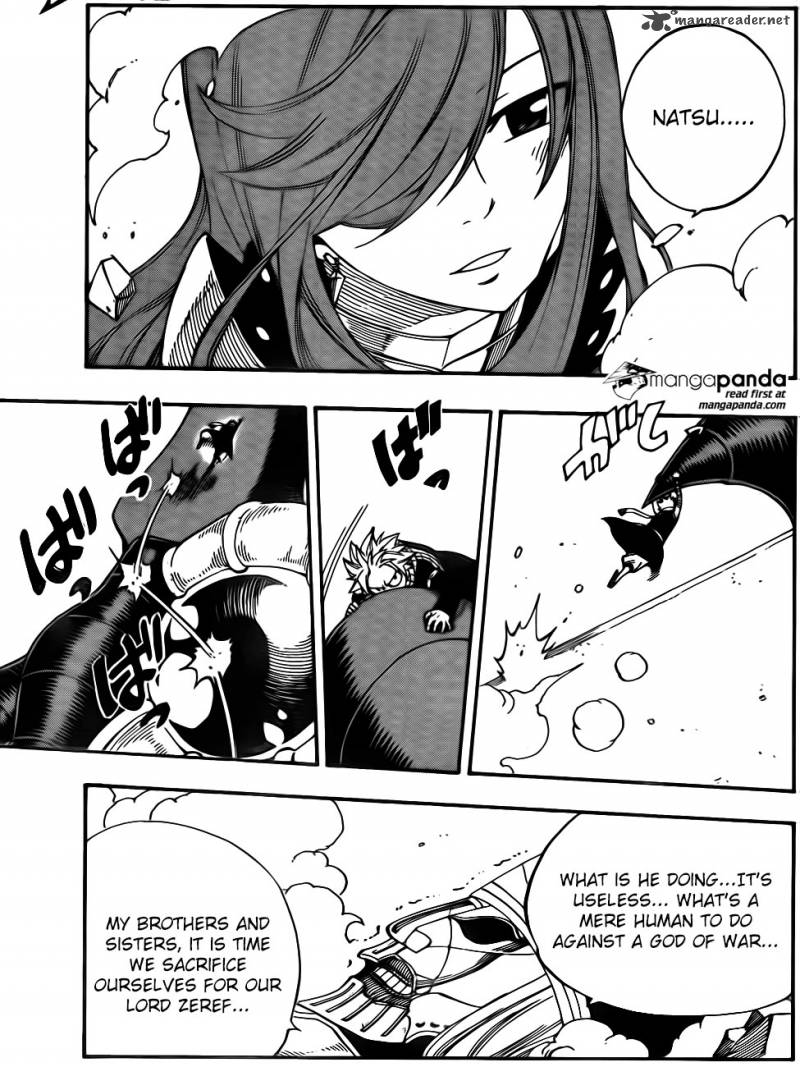 mangareader.net
NATSU.....
mangapanda
read first at
mangapanda.com
ガシ
ばっ
ばっ
ばっ
ばっ
WHAT IS HE DOING...IT'S
USELESS... WHAT'S A
MERE HUMAN TO DO
AGAINST A GOD OF WAR...
MY BROTHERS AND
SISTERS, IT IS TIME
WE SACRIFICE
OURSELVES FOR OUR
LORD ZEREF...